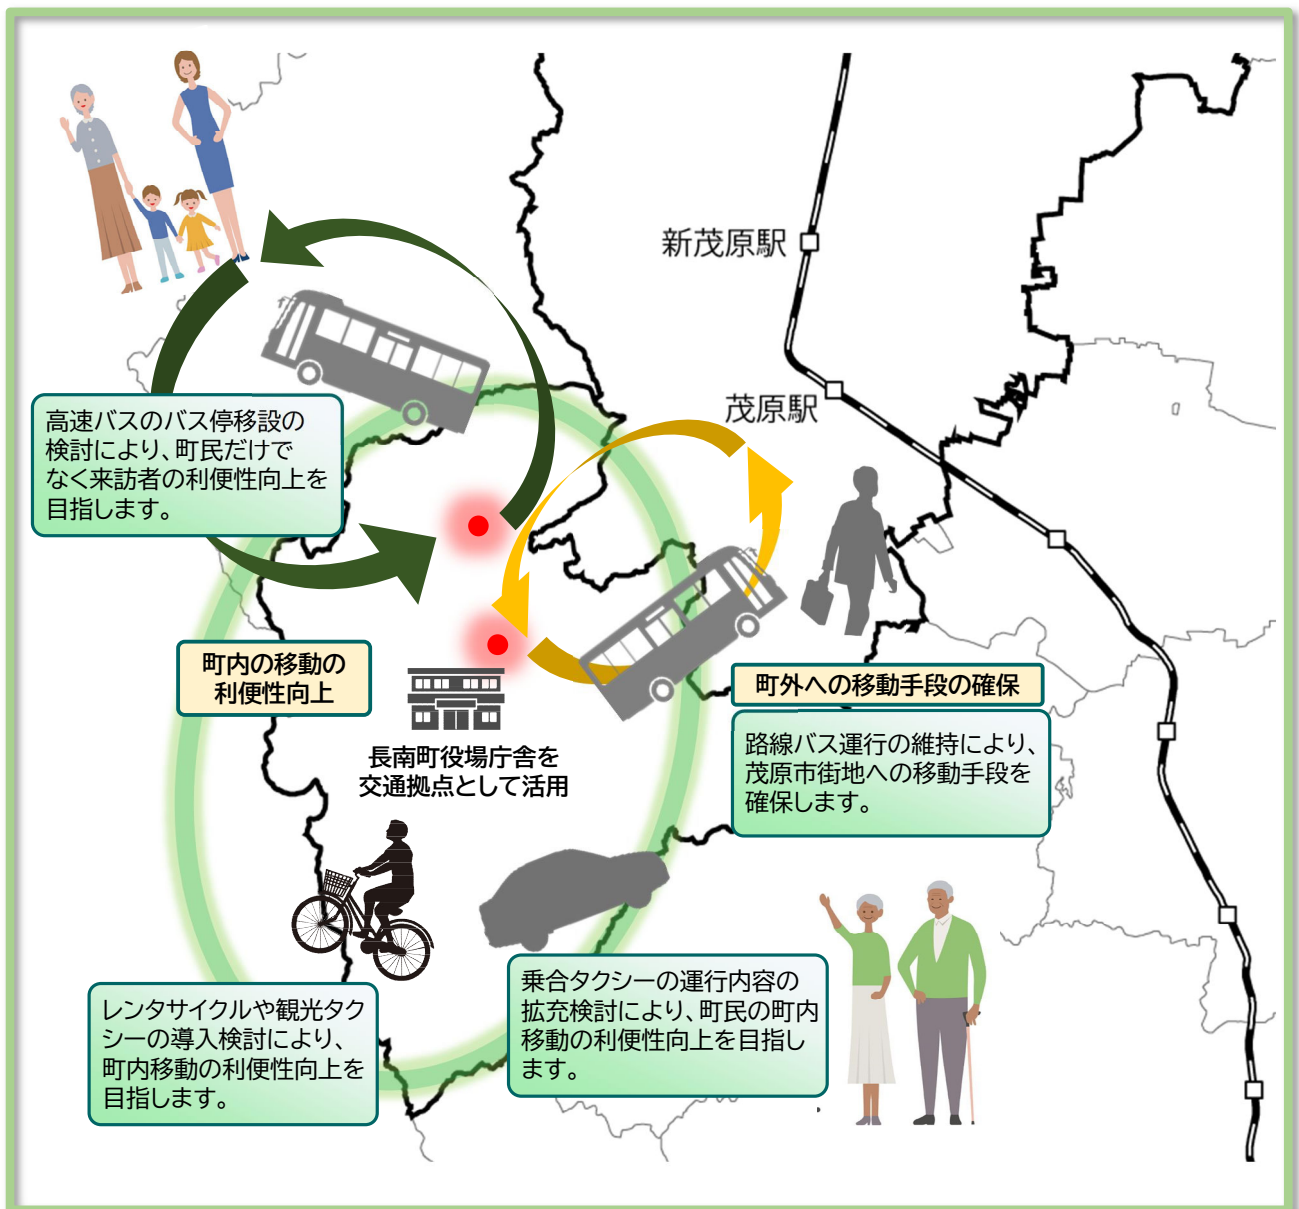 新茂原駅
茂原駅
高速バスのバス停移設の
検討により、町民だけで
なく来訪者の利便性向上を
目指します。
町内の移動の
利便性向上
長南町役場庁舎を
交通拠点として活用
町外への移動手段の確保
路線バス運行の維持により、
茂原市街地への移動手段を
確保します。
レンタサイクルや観光タク
シーの導入検討により、
町内移動の利便性向上を
目指します。
乗合タクシーの運行内容の
拡充検討により、町民の町内
移動の利便性向上を目指し
ます。